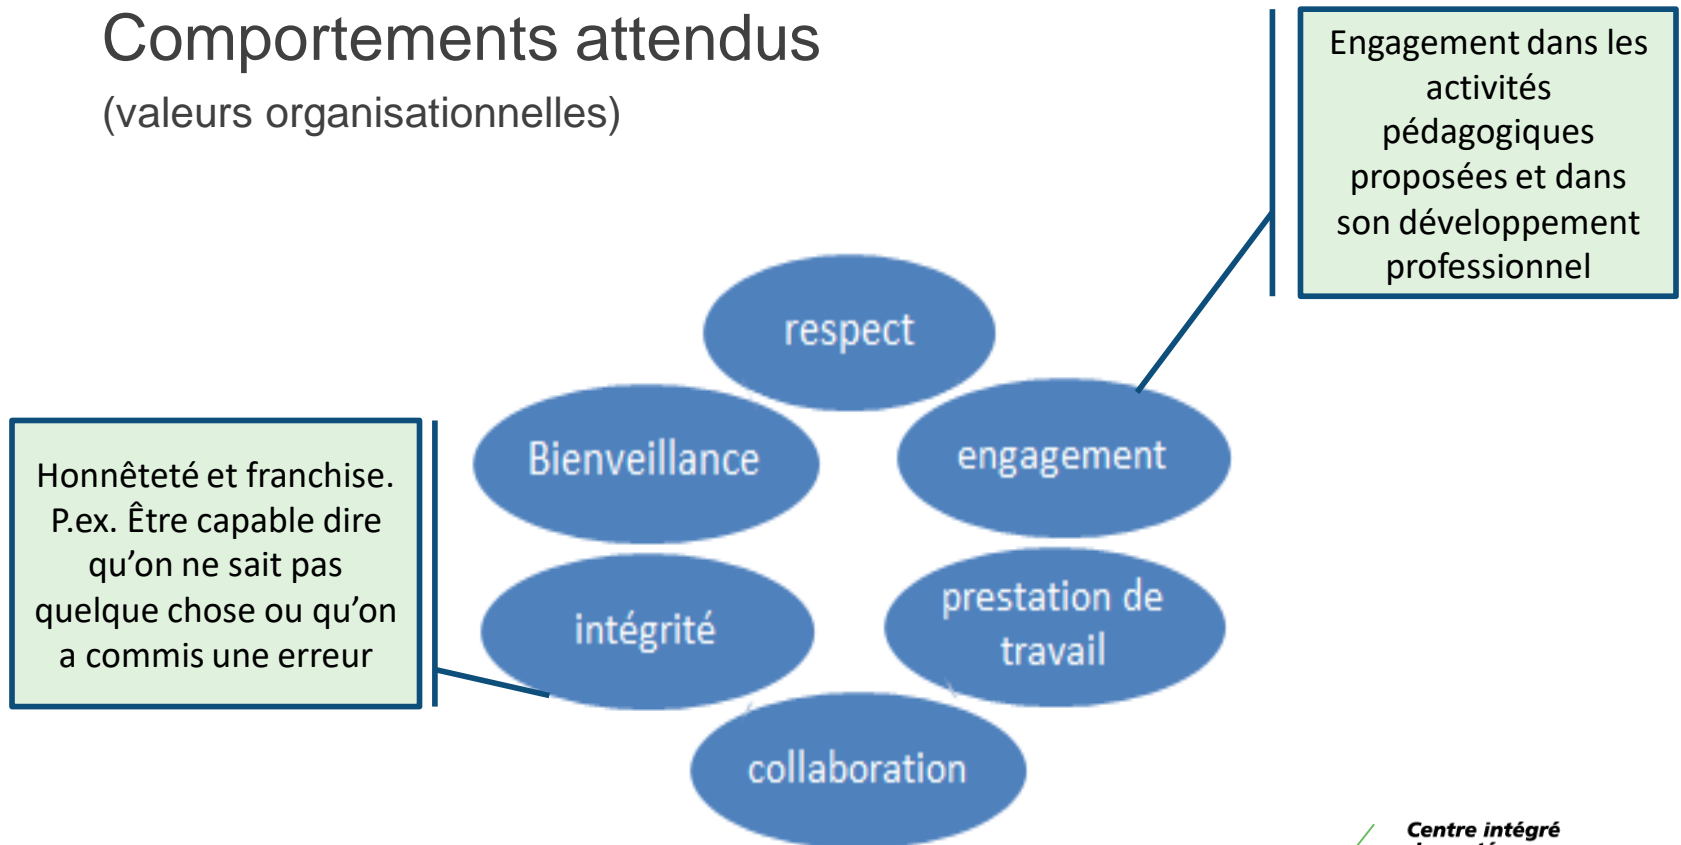 Comportements attendus
(valeurs organisationnelles)
Engagement dans les
activités
pédagogiques
proposées et dans
son développement
professionnel
respect
Bienveillance
engagement
Honnêteté et franchise.
P.ex. Être capable dire
qu'on ne sait pas
quelque chose ou qu'on
a commis une erreur
intégrité
prestation de
travail
collaboration
Centre intégré